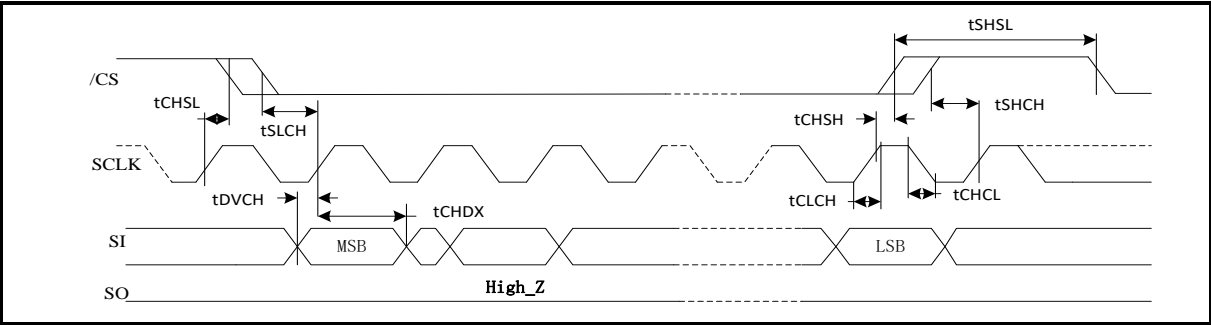 tSHSL
/CS
tCHSL
tSLCH
tCHSH
tSHCH
SCLK
tDVCH
tCHDX
tCLCH
tCHCL
SI
MSB
LSB
High_Z
SO